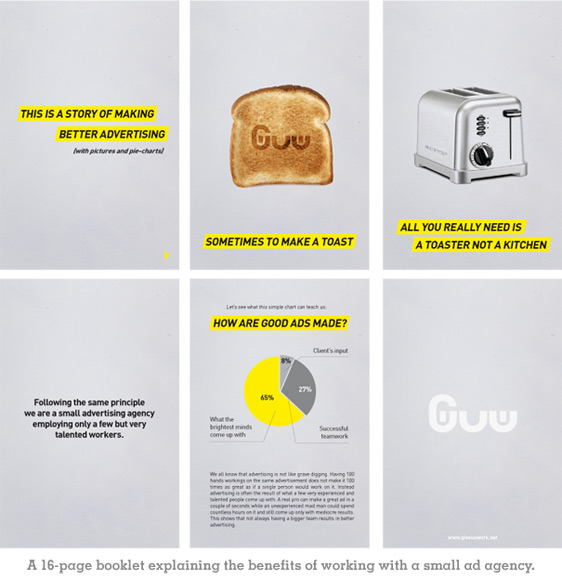 THIS IS A STORY OF MAKING
BETTER ADVERTISING
(with pictures and pie-charts)
Guu
SOMETIMES TO MAKE A TOAST
ALL YOU REALLY NEED IS
A TOASTER NOT A KITCHEN
Following the same principle
we are a small advertising agency
employing only a few but very
talented workers.
Let's see what this simple chart can teach us:
HOW ARE GOOD ADS MADE?
Client's input
8%
27%
65%
What the
brightest minds
come up with
Successful
teamwork
We all know that advertising is not like grave digging. Having 100
hands workings on the same advertisement does not make it 100
times as great as if a single person would work on it. Instead
advertising is often the result of what a few very experienced and
talented people come up with. A real pro can make a great ad in a
couple of seconds while an unexperienced mad man could spend
countless hours on it and still come up only with mediocre results.
This shows that not always having a bigger team results in better
advertising.
Guu
A 16-page booklet explaining the benefits of working with a small ad agency.